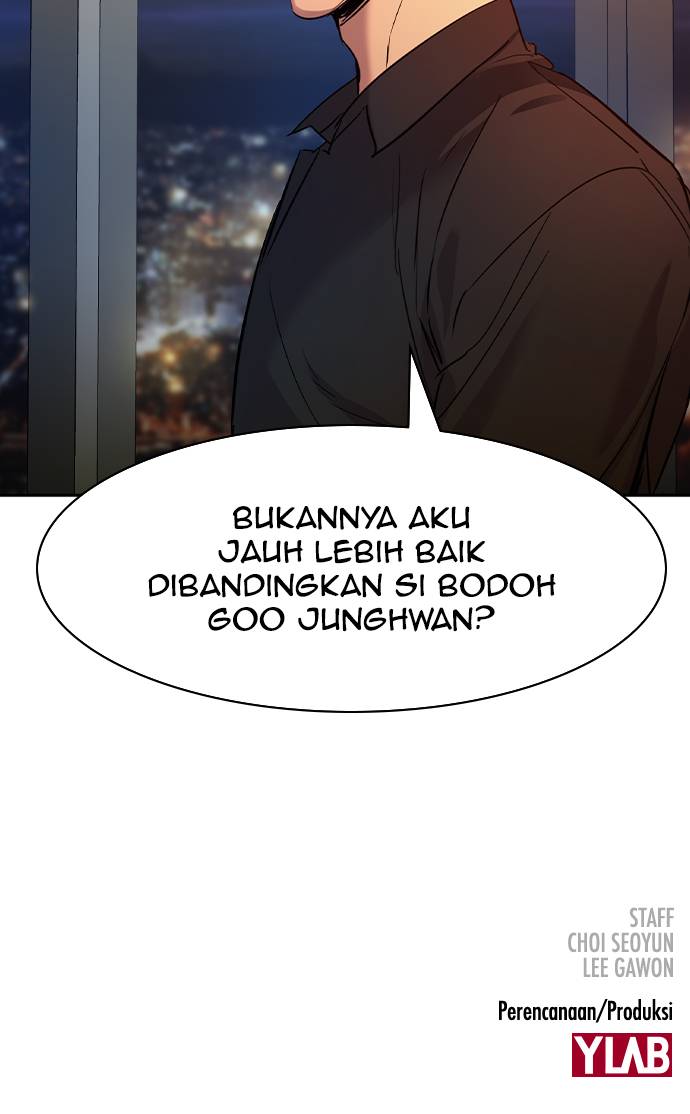 BUKANNYA AKU
JAUH LEBIH BAIK
DIBANDINGKAN SI BODOH
GOO JUNGHWAN?
STAFF
CHOI SEOYUN
LEE GAWON
Perencanaan/Produksi
YLAB